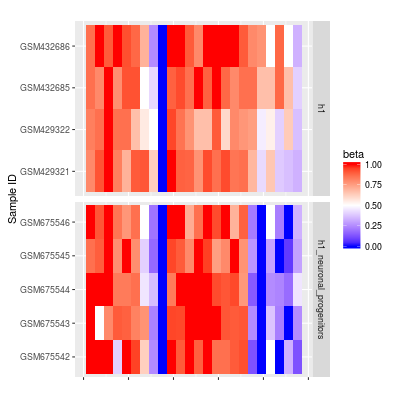 Sample ID
GSM432686
GSM432685
GSM429322
GSM429321
h1
GSM675546
GSM675545
GSM675544
GSM675543
GSM675542
h1_neuronal_progenitors
beta
1.00
0.75
0.50
0.25
0.00